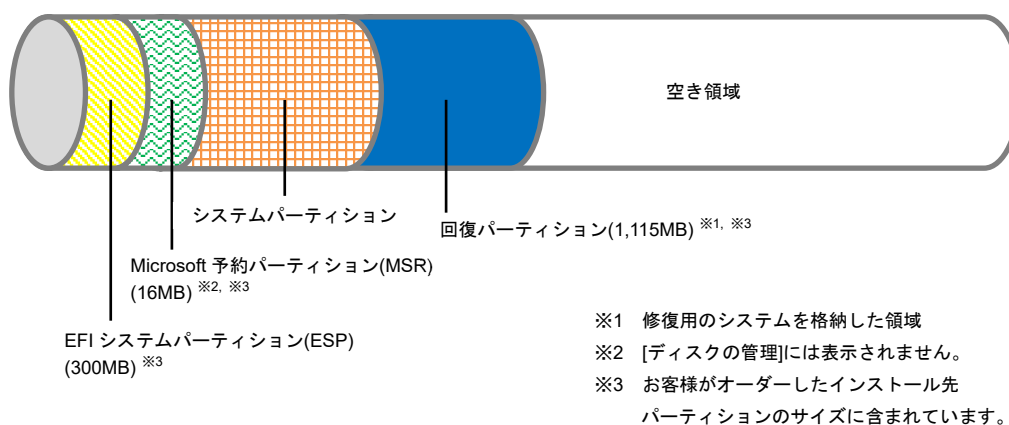 空き領域
システムパーティション
回復パーティション(1,115MB) ※1, ※3
Microsoft 予約パーティション(MSR)
(16MB) ※2, ※3
EFI システムパーティション(ESP)
(300MB) ※3
※1 修復用のシステムを格納した領域
※2 [ディスクの管理]には表示されません。
※3 お客様がオーダーしたインストール先
パーティションのサイズに含まれています。